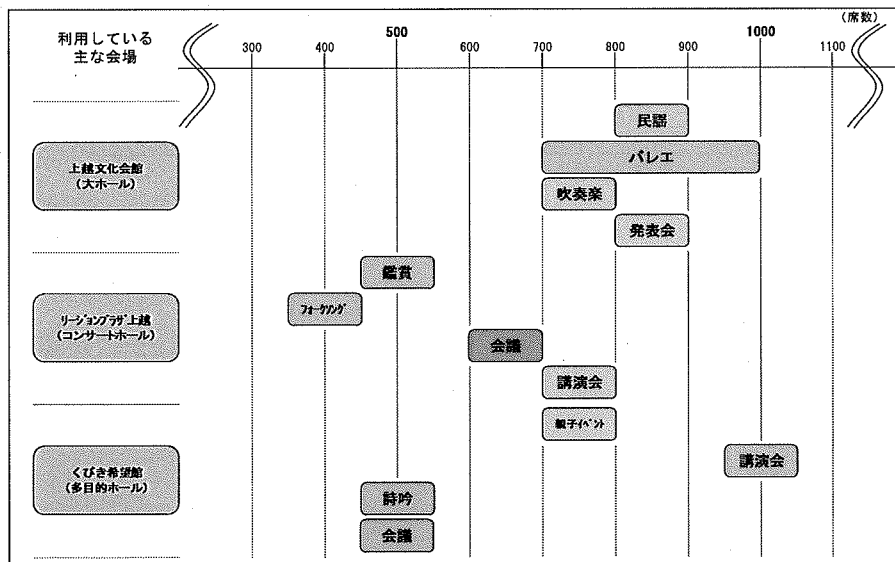 (席数)
利用している
主な会場
300
400
500
600
700
800
900
1000
1100
民謡
上越文化会館
(大ホール)
バレエ
吹奏楽
発表会
鑑賞
リージョンプラザ上越
(コンサートホール)
フォークソング
会議
講演会
親子イベント
くびき希望館
(多目的ホール)
講演会
詩吟
会議